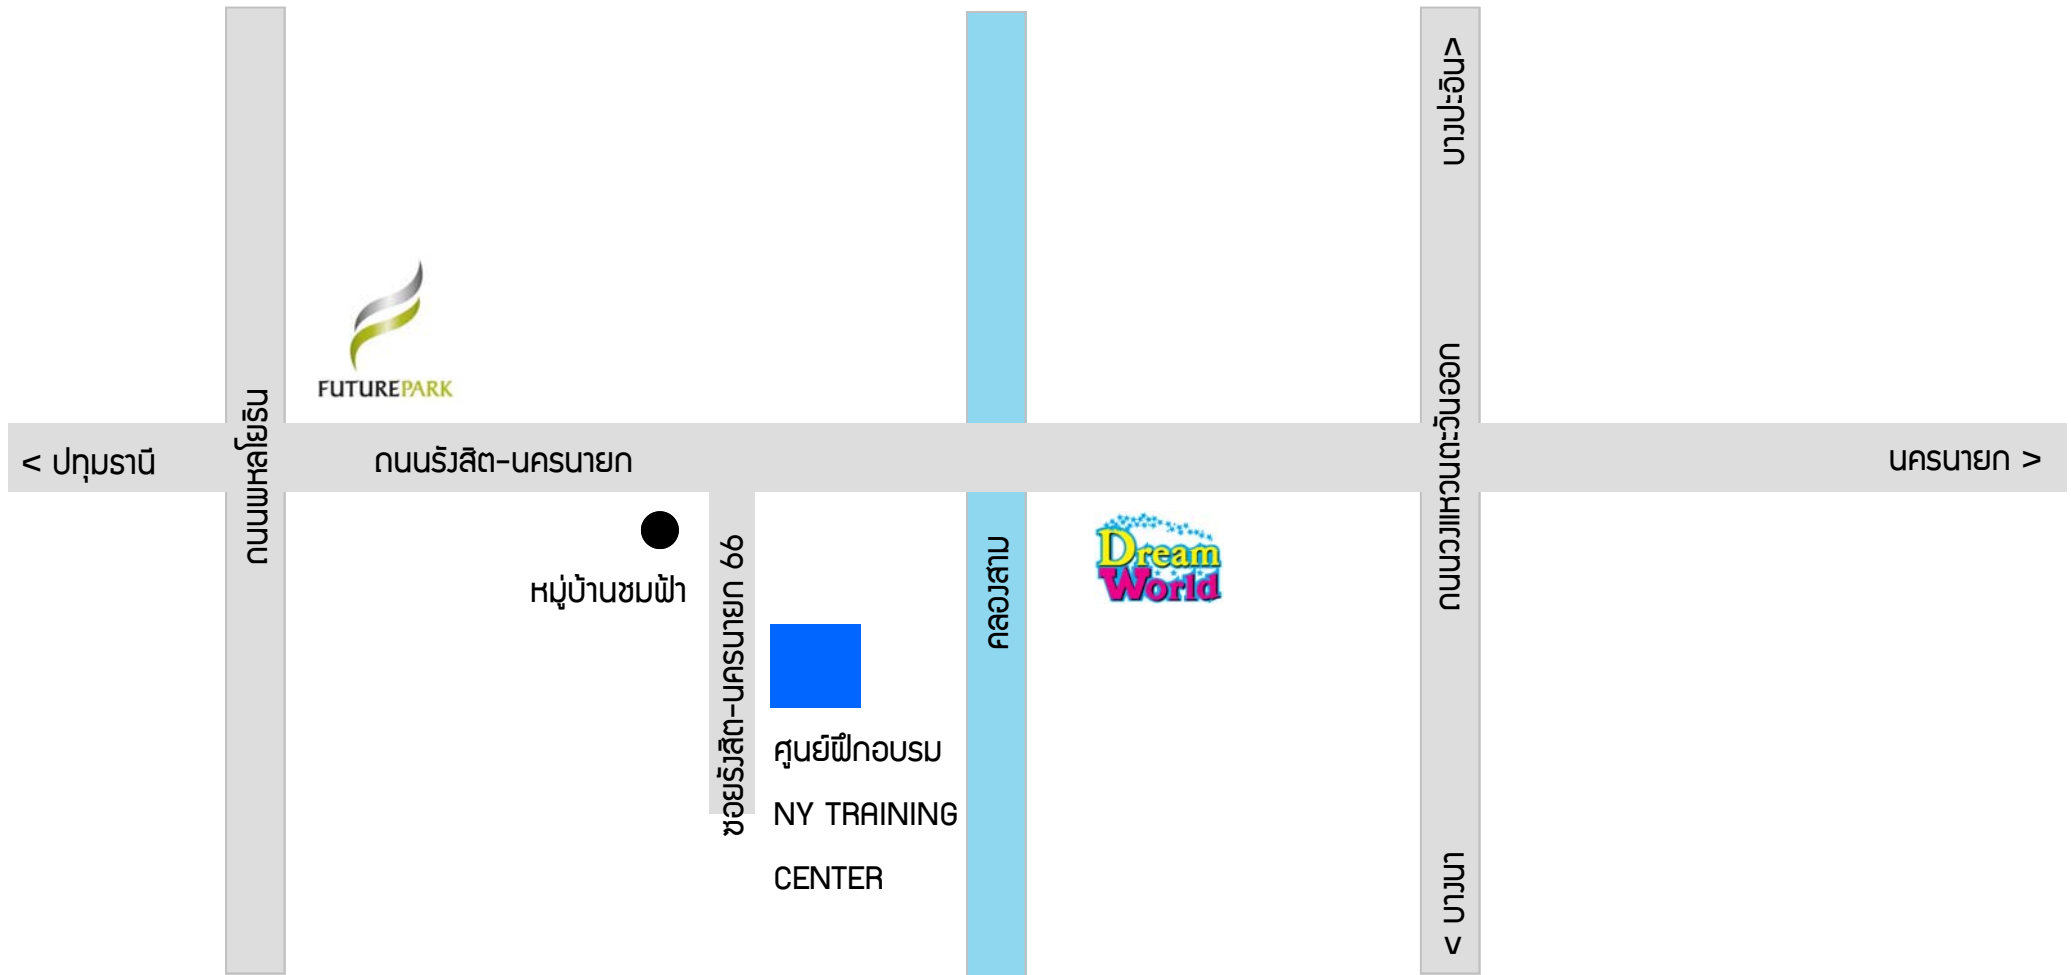 บางปะอิน>
FUTUREPARK
ถนนพหลโยธิน
ถนนวงแหวนตะวันออก
< ปทุมธานี
ถนนรังสิต-นครนายก
นครนายก >
Dream
World
หมู่บ้านชมฟ้า
ซอยรังสิต-นครนายก 66
คลองสาม
ศูนย์ฝึกอบรม
NY TRAINING
CENTER
< บางนา